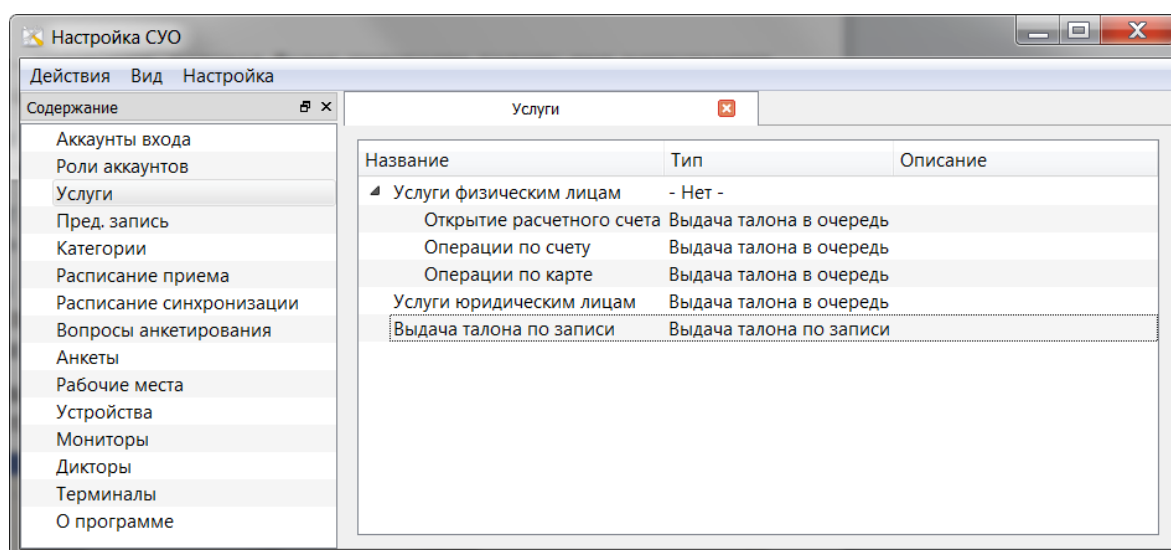 Настройка СУО
Действия Вид Настройка
Содержание
Аккаунты входа
Роли аккаунтов
Услуги
Пред. запись
Категории
Расписание приема
Расписание синхронизации
Вопросы анкетирования
Анкеты
Рабочие места
Устройства
Мониторы
Дикторы
Терминалы
О программе
Услуги
Название Тип Описание
Услуги физическим лицам - Нет -
Открытие расчетного счета Выдача талона в очередь
Операции по счету Выдача талона в очередь
Операции по карте Выдача талона в очередь
Услуги юридическим лицам Выдача талона в очередь
Выдача талона по записи Выдача талона по записи